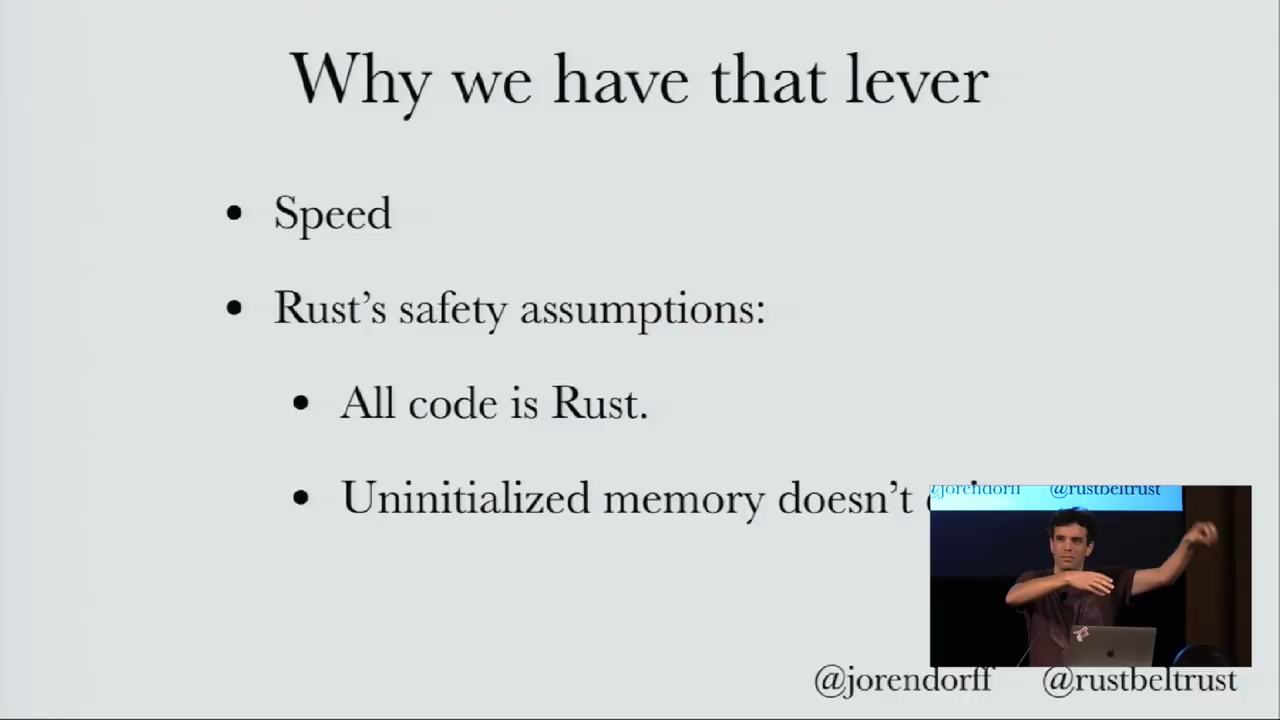 Why we have that lever
• Speed
• Rust’s safety assumptions:
• All code is Rust.
• Uninitialized memory doesn’t
@jorendorff @rustbeltrust
@jorendorff @rustbeltrust